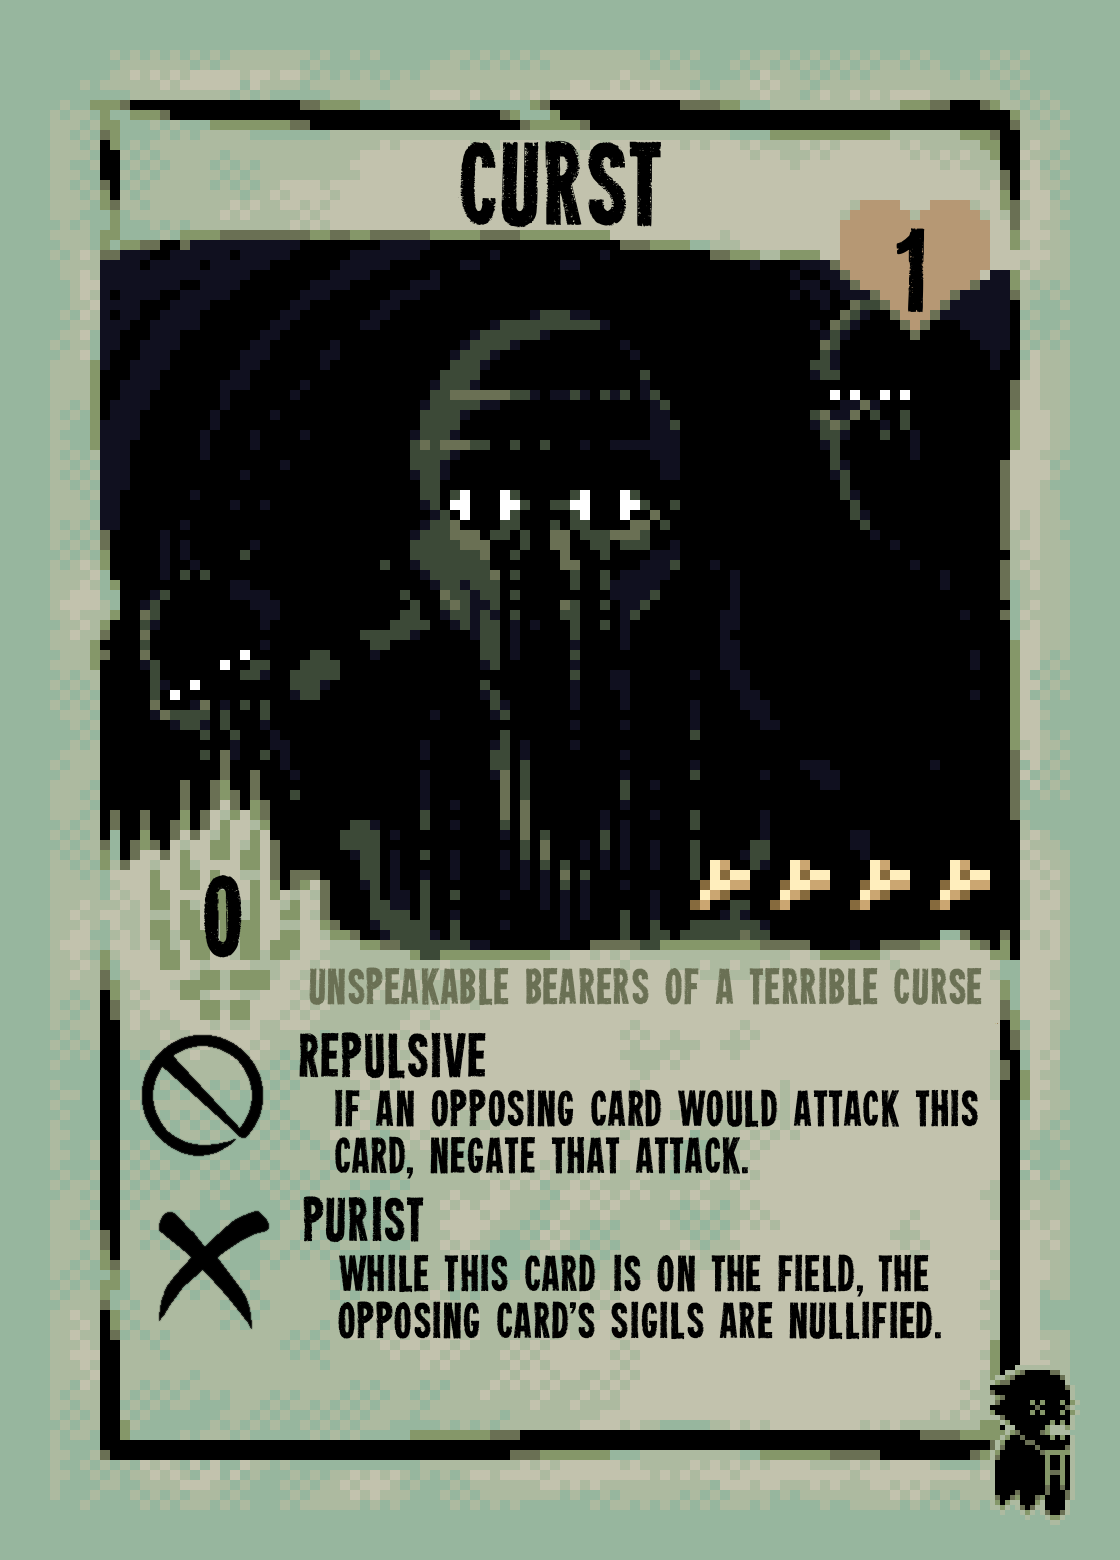 CURST
1
0
UNSPEAKABLE BEARERS OF A TERRIBLE CURSE
REPULSIVE
IF AN OPPOSING CARD WOULD ATTACK THIS
CARD, NEGATE THAT ATTACK.
PURIST
WHILE THIS CARD IS ON THE FIELD, THE
OPPOSING CARD'S SIGILS ARE NULLIFIED.